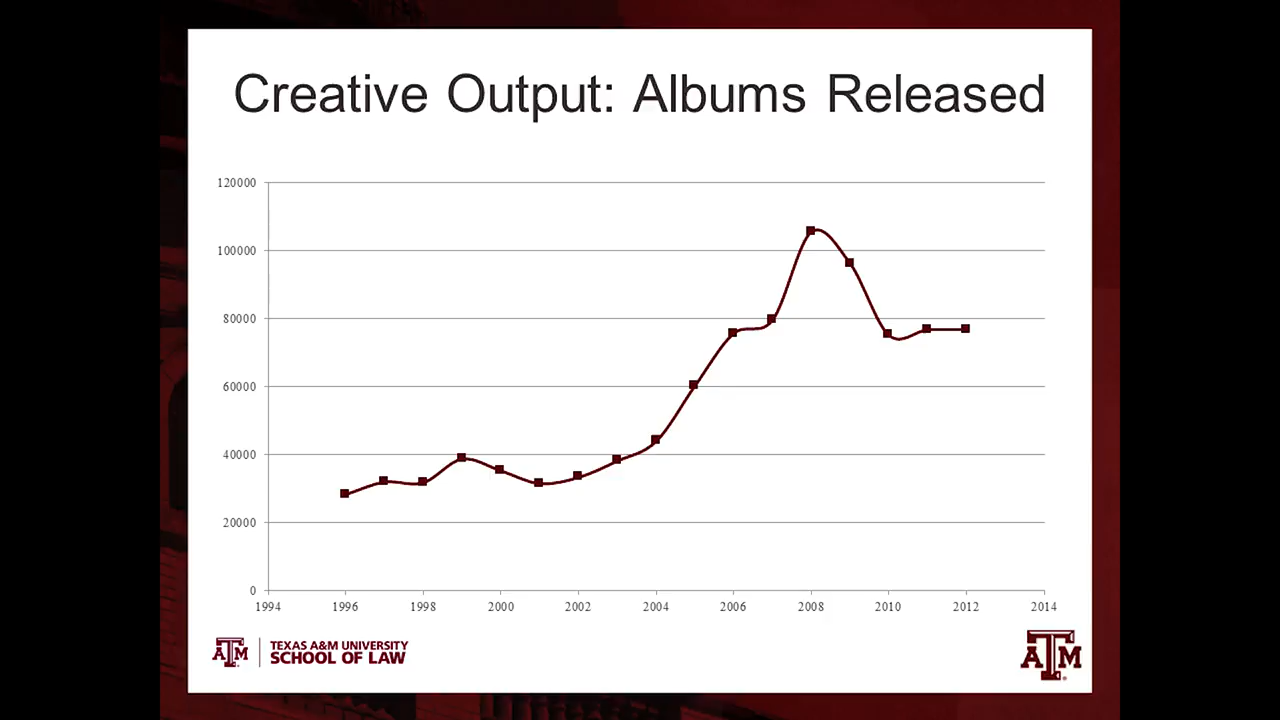 Creative Output: Albums Released
120000
100000
80000
60000
40000
20000
0
1994 1996 1998 2000 2002 2004 2006 2008 2010 2012 2014
ATM TEXAS A&M UNIVERSITY
SCHOOL OF LAW
ATM